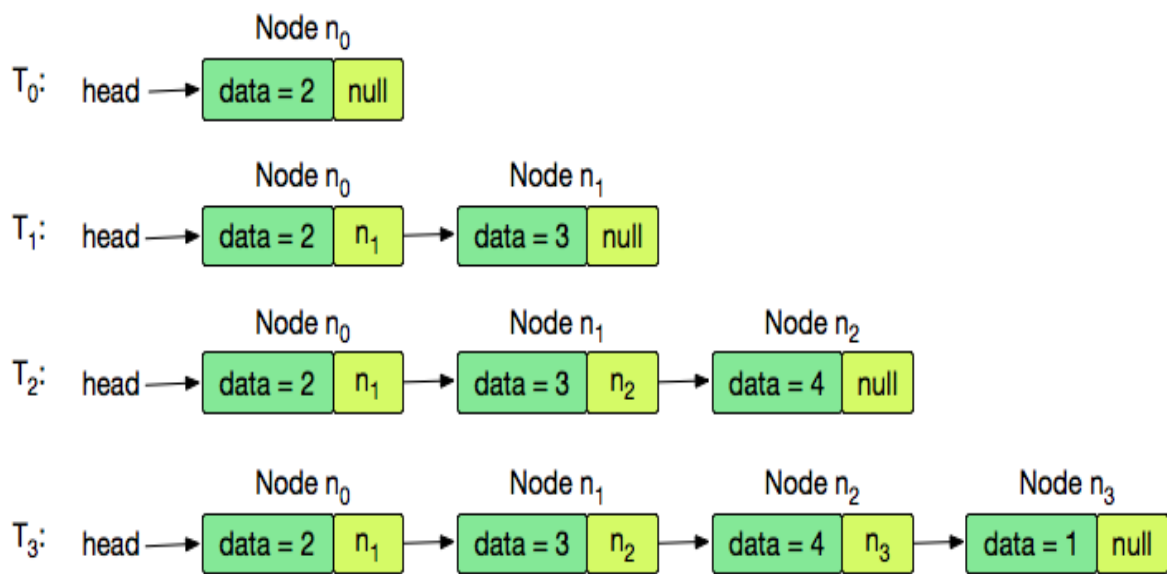 Node n₀
T₀: head data = 2 null
Node n₀ Node n₁
T₁: head data = 2 n₁ data = 3 null
Node n₀ Node n₁ Node n₂
T₂: head data = 2 n₁ data = 3 n₂ data = 4 null
Node n₀ Node n₁ Node n₂ Node n₃
T₃: head data = 2 n₁ data = 3 n₂ data = 4 n₃ data = 1 null